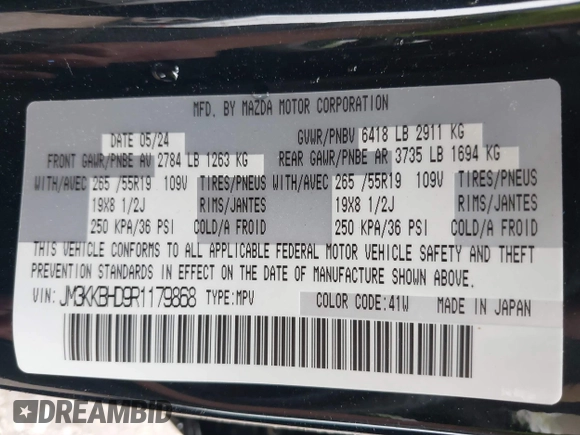 MFD. BY MAZDA MOTOR CORPORATION
DATE 05/24 GVWR/PNBV 6418 LB 2911 KG
FRONT GAWR/PNBE AV 2784 LB 1263 KG REAR GAWR/PNBE AR 3735 LB 1694 KG
WITH/AVEC 265 /55R19 109V TIRES/PNEUS WITH/AVEC 265 /55R19 109V TIRES/PNEUS
19X8 1/2J RIMS/JANTES 19X8 1/2J RIMS/JANTES
250 KPA/36 PSI COLD/A FROID 250 KPA/36 PSI COLD/A FROID
THIS VEHICLE CONFORMS TO ALL APPLICABLE FEDERAL MOTOR VEHICLE SAFETY AND THEFT
PREVENTION STANDARDS IN EFFECT ON THE DATE OF MANUFACTURE SHOWN ABOVE.
VIN: JM3KKBHD9R1179868 TYPE:MPV COLOR CODE:41W MADE IN JAPAN
DREAMBID